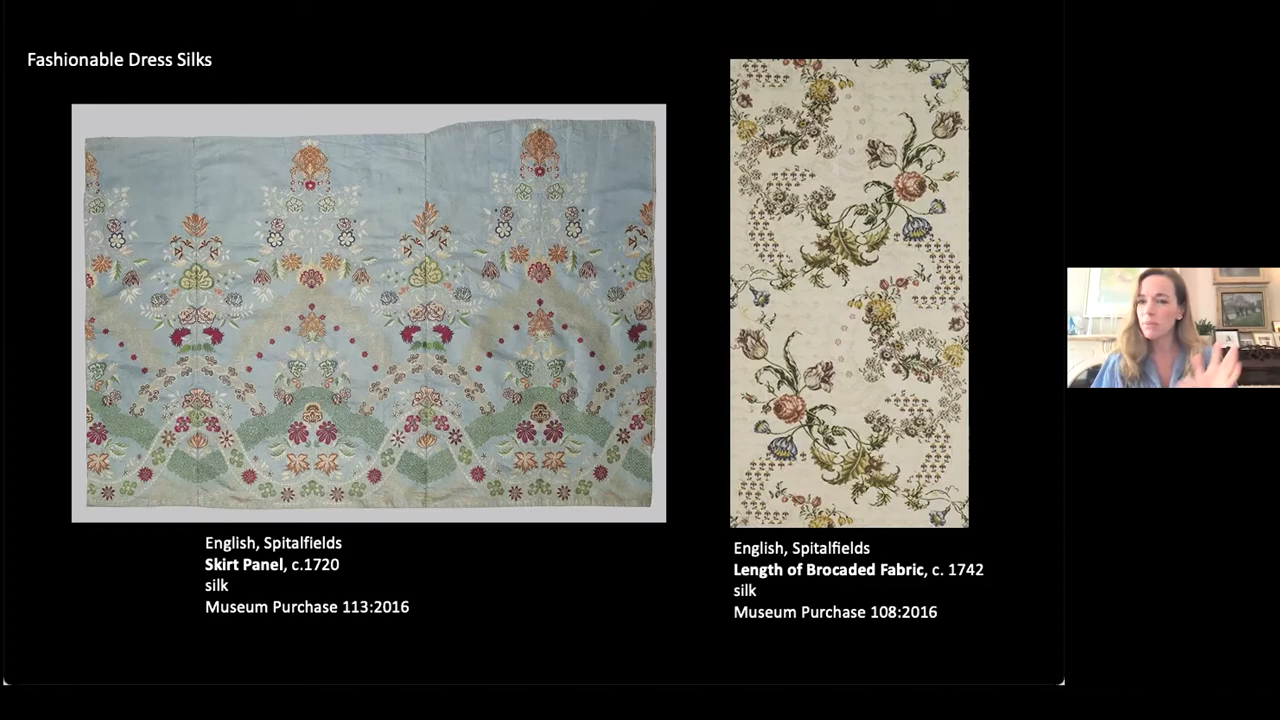 Fashionable Dress Silks
English, Spitalfields
Skirt Panel, c.1720
silk
Museum Purchase 113:2016
English, Spitalfields
Length of Brocaded Fabric, c. 1742
silk
Museum Purchase 108:2016